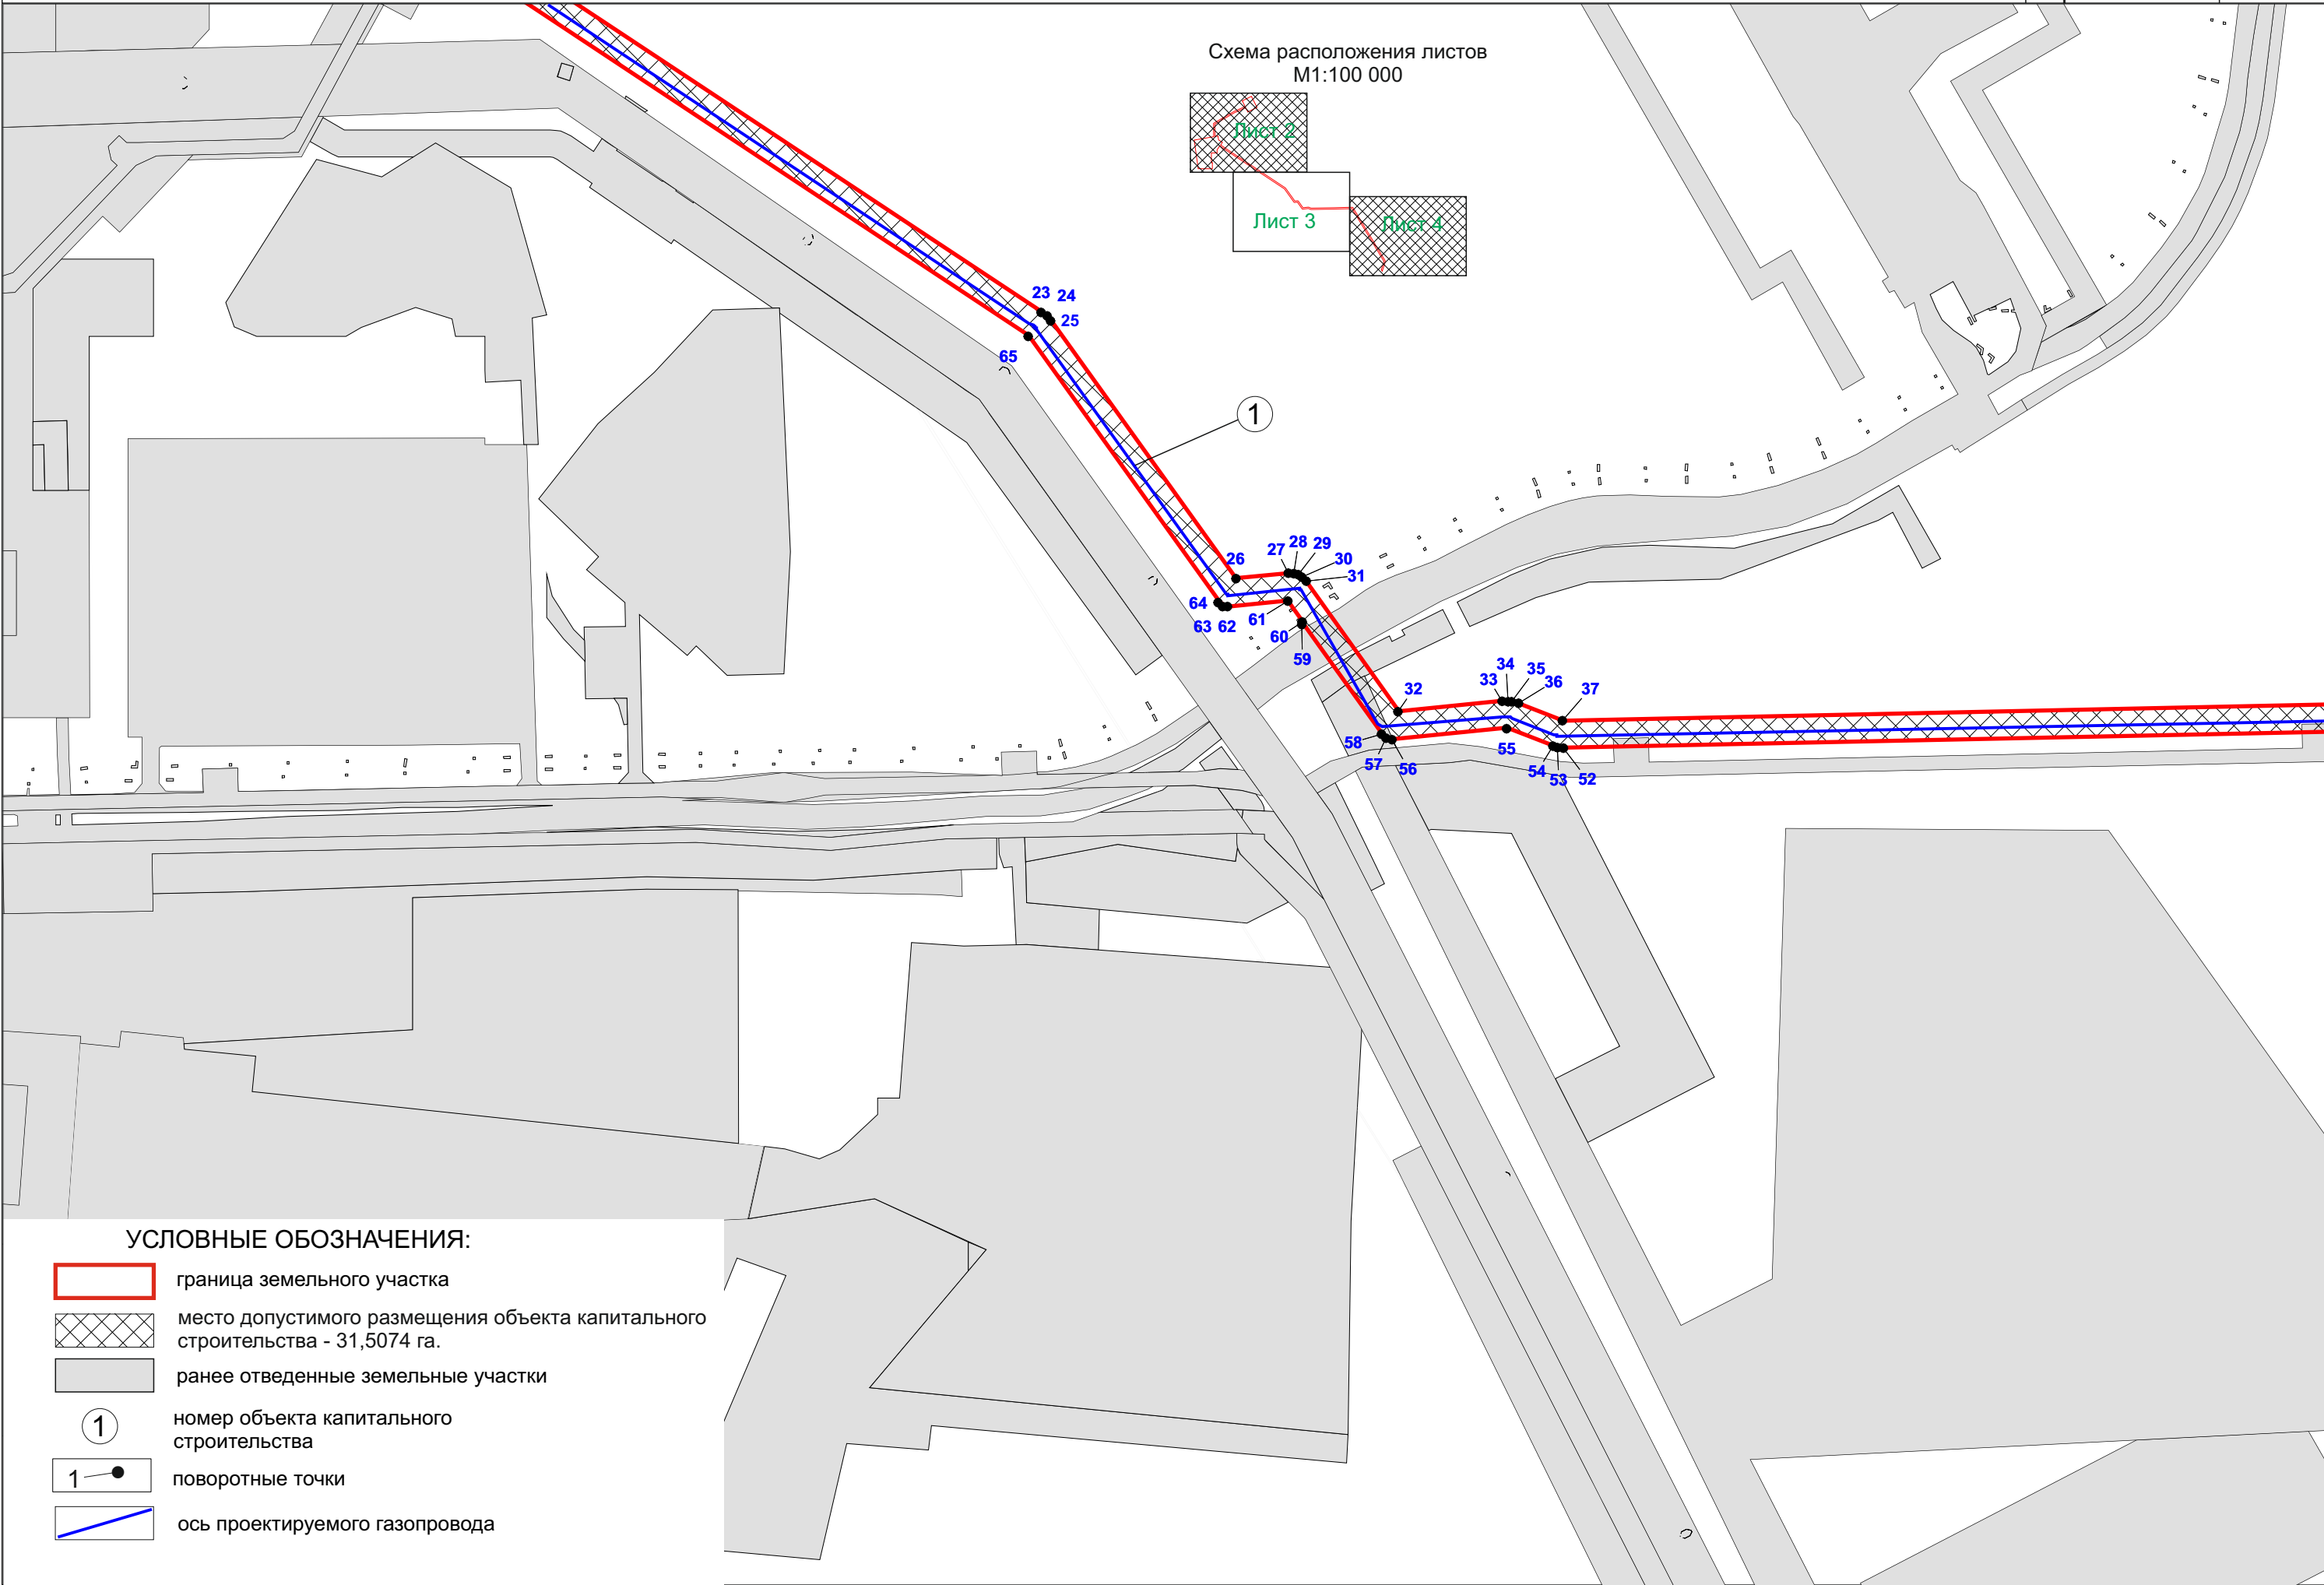 Схема расположения листов
М1:100 000
Лист 2
Лист 3
Лист 4
23
24
25
65
1
26
27
28
29
30
31
64
63
62
61
60
59
32
33
34
35
36
37
58
57
56
55
54
53
52
УСЛОВНЫЕ ОБОЗНАЧЕНИЯ:
граница земельного участка
место допустимого размещения объекта капитального
строительства - 31,5074 га.
ранее отведенные земельные участки
1
номер объекта капитального
строительства
1
поворотные точки
ось проектируемого газопровода